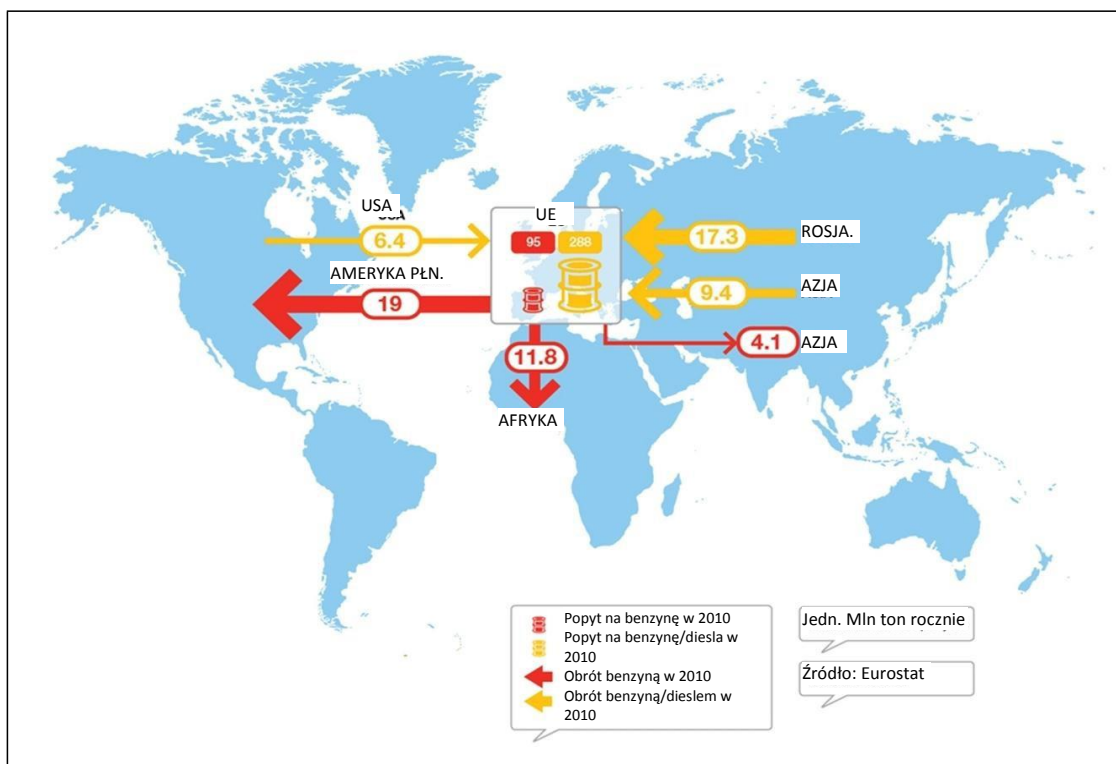 USA
6.4
UE
95
288
17.3
ROSJA.
AMERYKA PŁN.
19
9.4
AZJA
4.1
AZJA
11.8
AFRYKA
Popyt na benzynę w 2010
Popyt na benzynę/diesla w
2010
Obrót benzyną w 2010
Obrót benzyną/dieslem w
2010
Jedn. Mln ton rocznie
Źródło: Eurostat